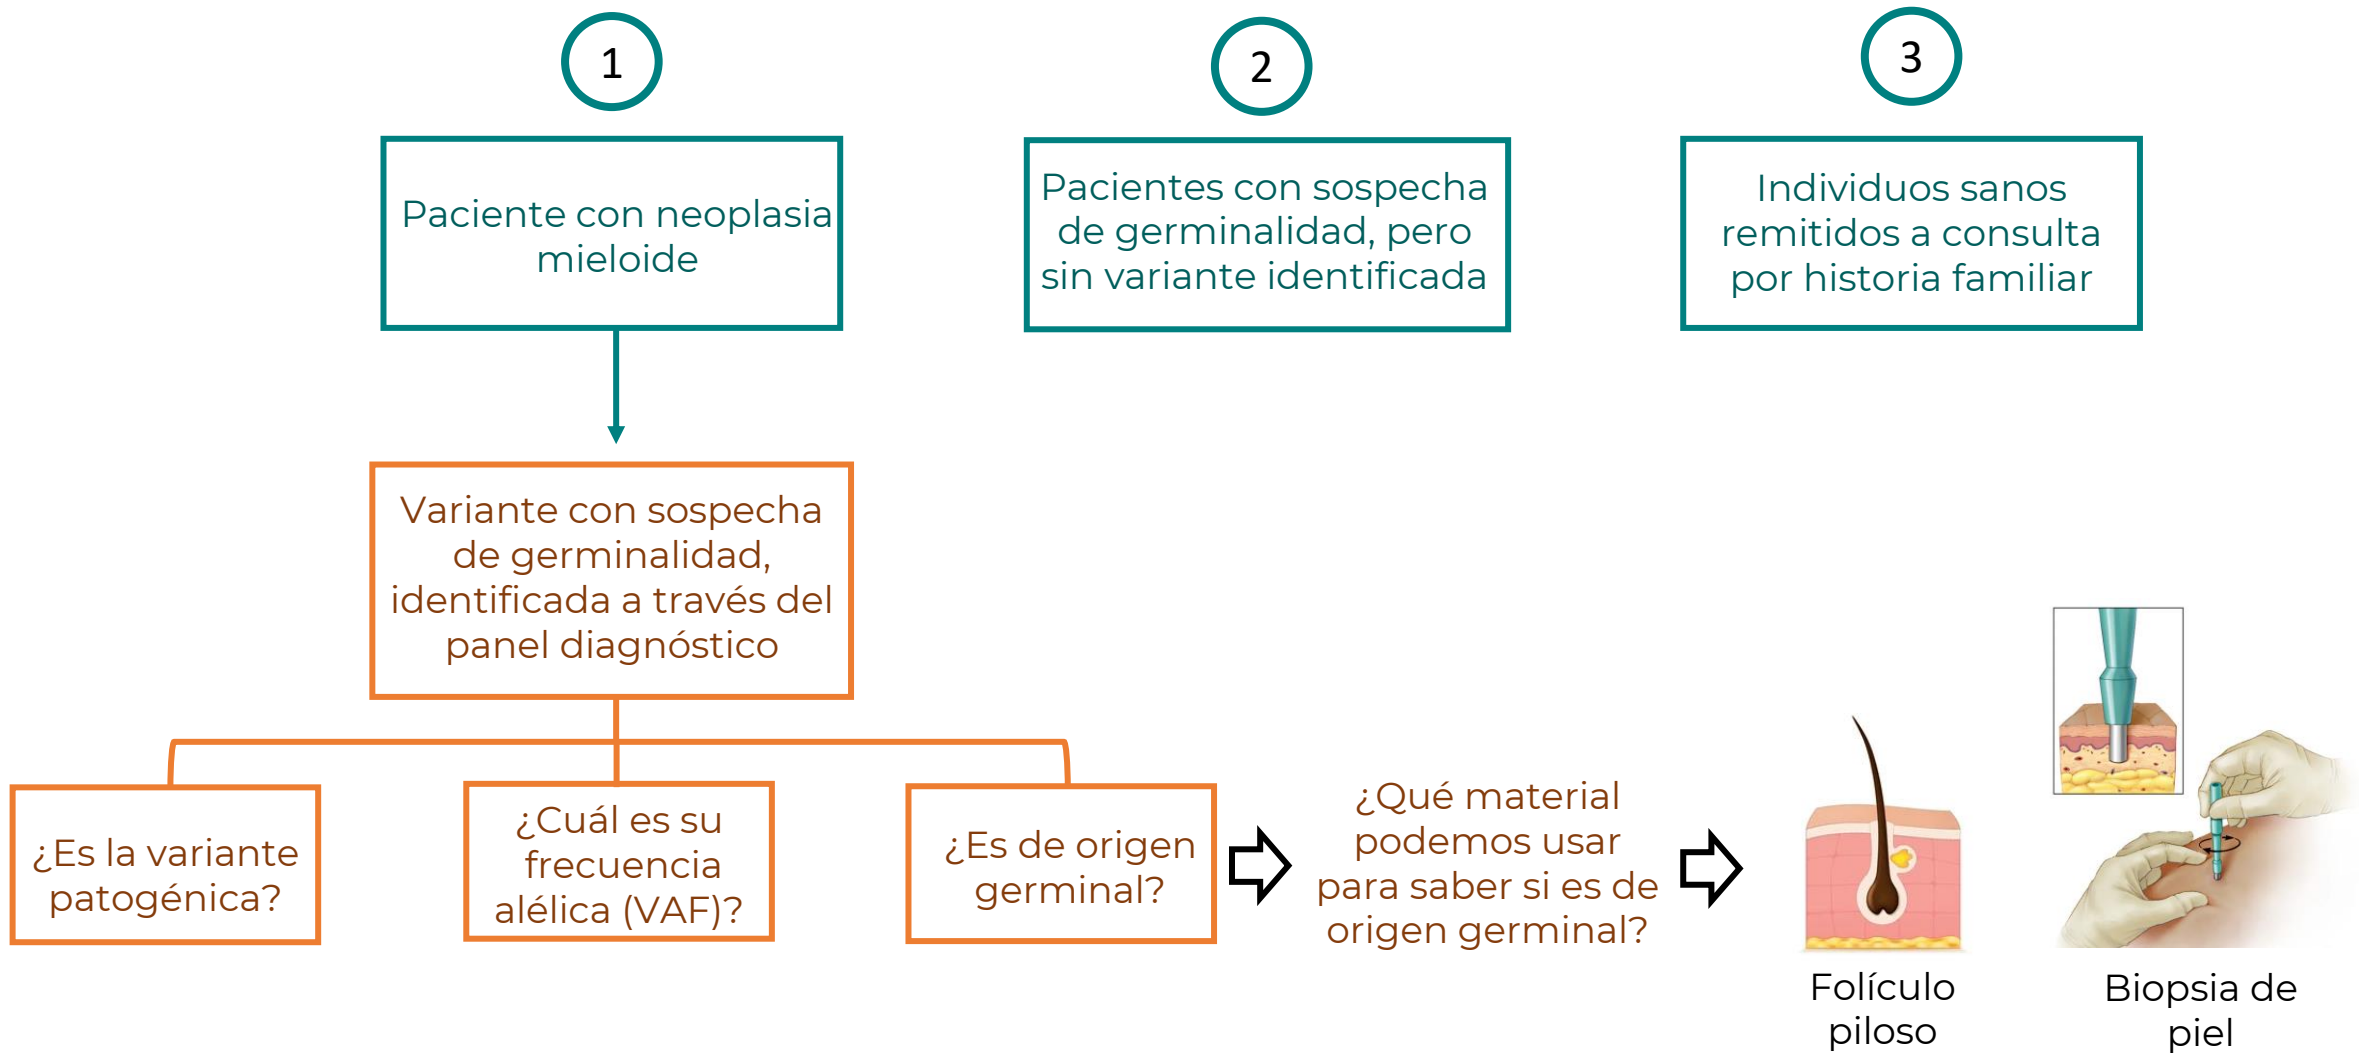 1
2
3
Paciente con neoplasia
mieloide
Pacientes con sospecha
de germinalidad, pero
sin variante identificada
Individuos sanos
remitidos a consulta
por historia familiar
Variante con sospecha
de germinalidad,
identificada a través del
panel diagnóstico
¿Es la variante
patogénica?
¿Cuál es su
frecuencia
alélica (VAF)?
¿Es de origen
germinal?
¿Qué material
podemos usar
para saber si es de
origen germinal?
Folículo
piloso
Biopsia de
piel